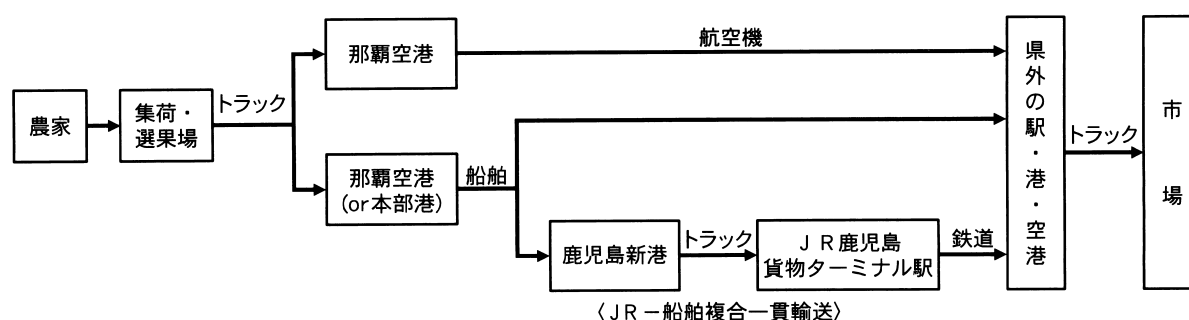 農家
集荷・
選果場
トラック
那覇空港
航空機
那覇空港
(or本部港)
船舶
鹿児島新港
トラック
ＪＲ鹿児島
貨物ターミナル駅
鉄道
県外の駅・港・空港
トラック
市場
〈ＪＲ－船舶複合一貫輸送〉